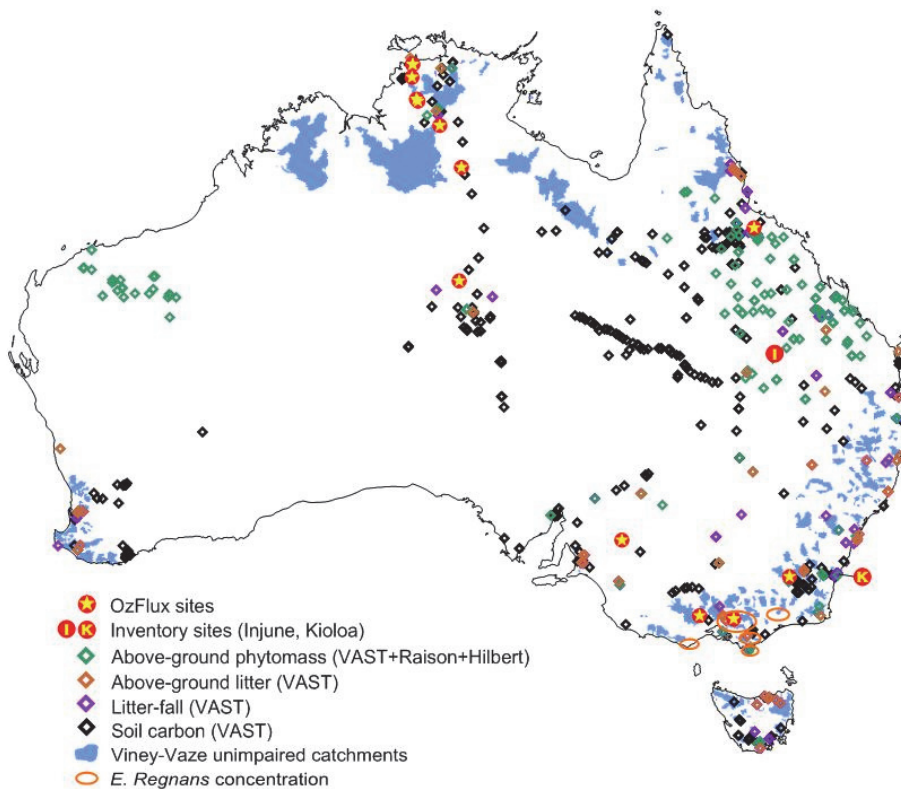 I
K
OzFlux sites
I K Inventory sites (Injune, Kioloa)
Above-ground phytomass (VAST+Raison+Hilbert)
Above-ground litter (VAST)
Litter-fall (VAST)
Soil carbon (VAST)
Viney-Vaze unimpaired catchments
E. Regnans concentration